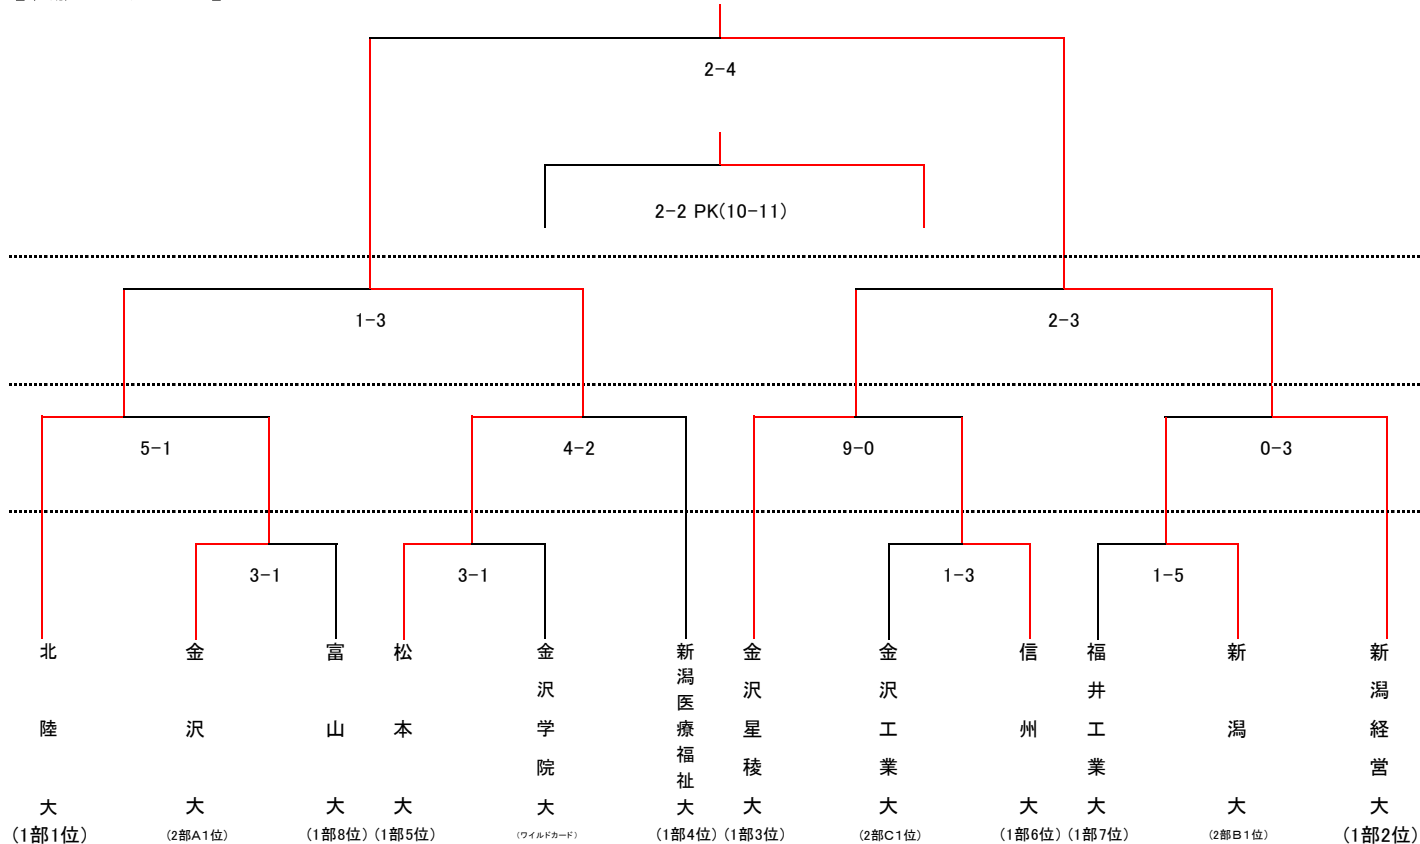 2-4
2-2 PK(10-11)
1-3
2-3
5-1
4-2
9-0
0-3
3-1
3-1
1-3
1-5
北陸大
金沢大
富山大
松本大
金沢学院大
新潟医療福祉大
金沢星稜大
金沢工業大
信州大
福井工業大
新潟大
新潟経営大
(1部1位)
(2部A1位)
(1部8位)
(1部5位)
(ワイルドカード)
(1部4位)
(1部3位)
(2部C1位)
(1部6位)
(1部7位)
(2部B1位)
(1部2位)